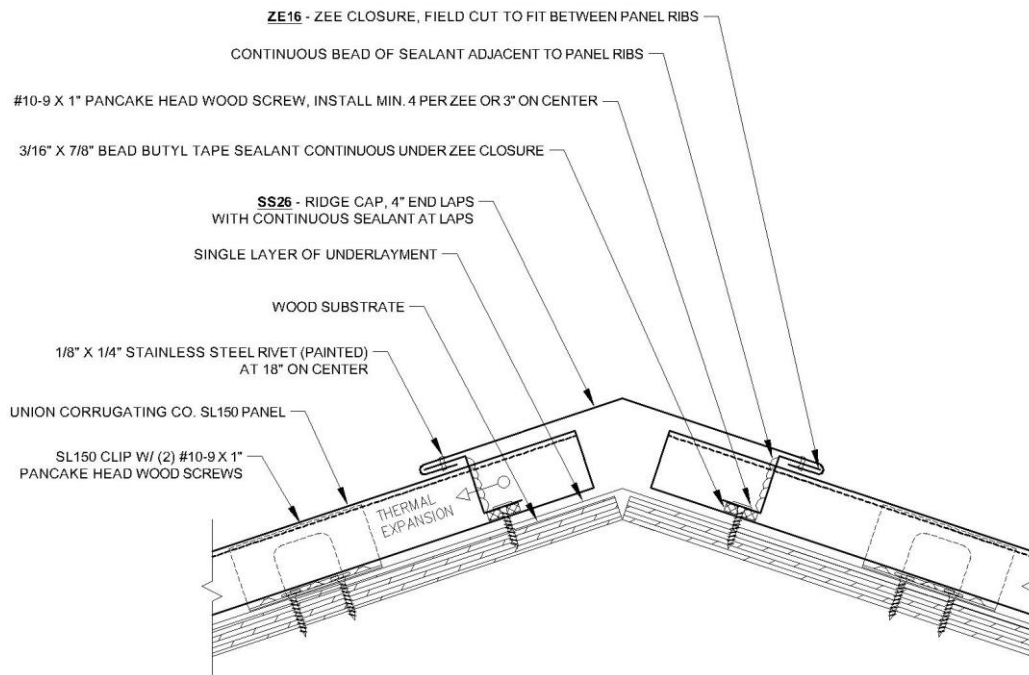 ZE16 - ZEE CLOSURE, FIELD CUT TO FIT BETWEEN PANEL RIBS
CONTINUOUS BEAD OF SEALANT ADJACENT TO PANEL RIBS
#10-9 X 1" PANCAKE HEAD WOOD SCREW, INSTALL MIN. 4 PER ZEE OR 3" ON CENTER
3/16" X 7/8" BEAD BUTYL TAPE SEALANT CONTINUOUS UNDER ZEE CLOSURE
SS26 - RIDGE CAP, 4" END LAPS
WITH CONTINUOUS SEALANT AT LAPS
SINGLE LAYER OF UNDERLAYMENT
WOOD SUBSTRATE
1/8" X 1/4" STAINLESS STEEL RIVET (PAINTED)
AT 18" ON CENTER
UNION CORRUGATING CO. SL150 PANEL
SL150 CLIP W/ (2) #10-9 X 1"
PANCAKE HEAD WOOD SCREWS
THERMAL
EXPANSION